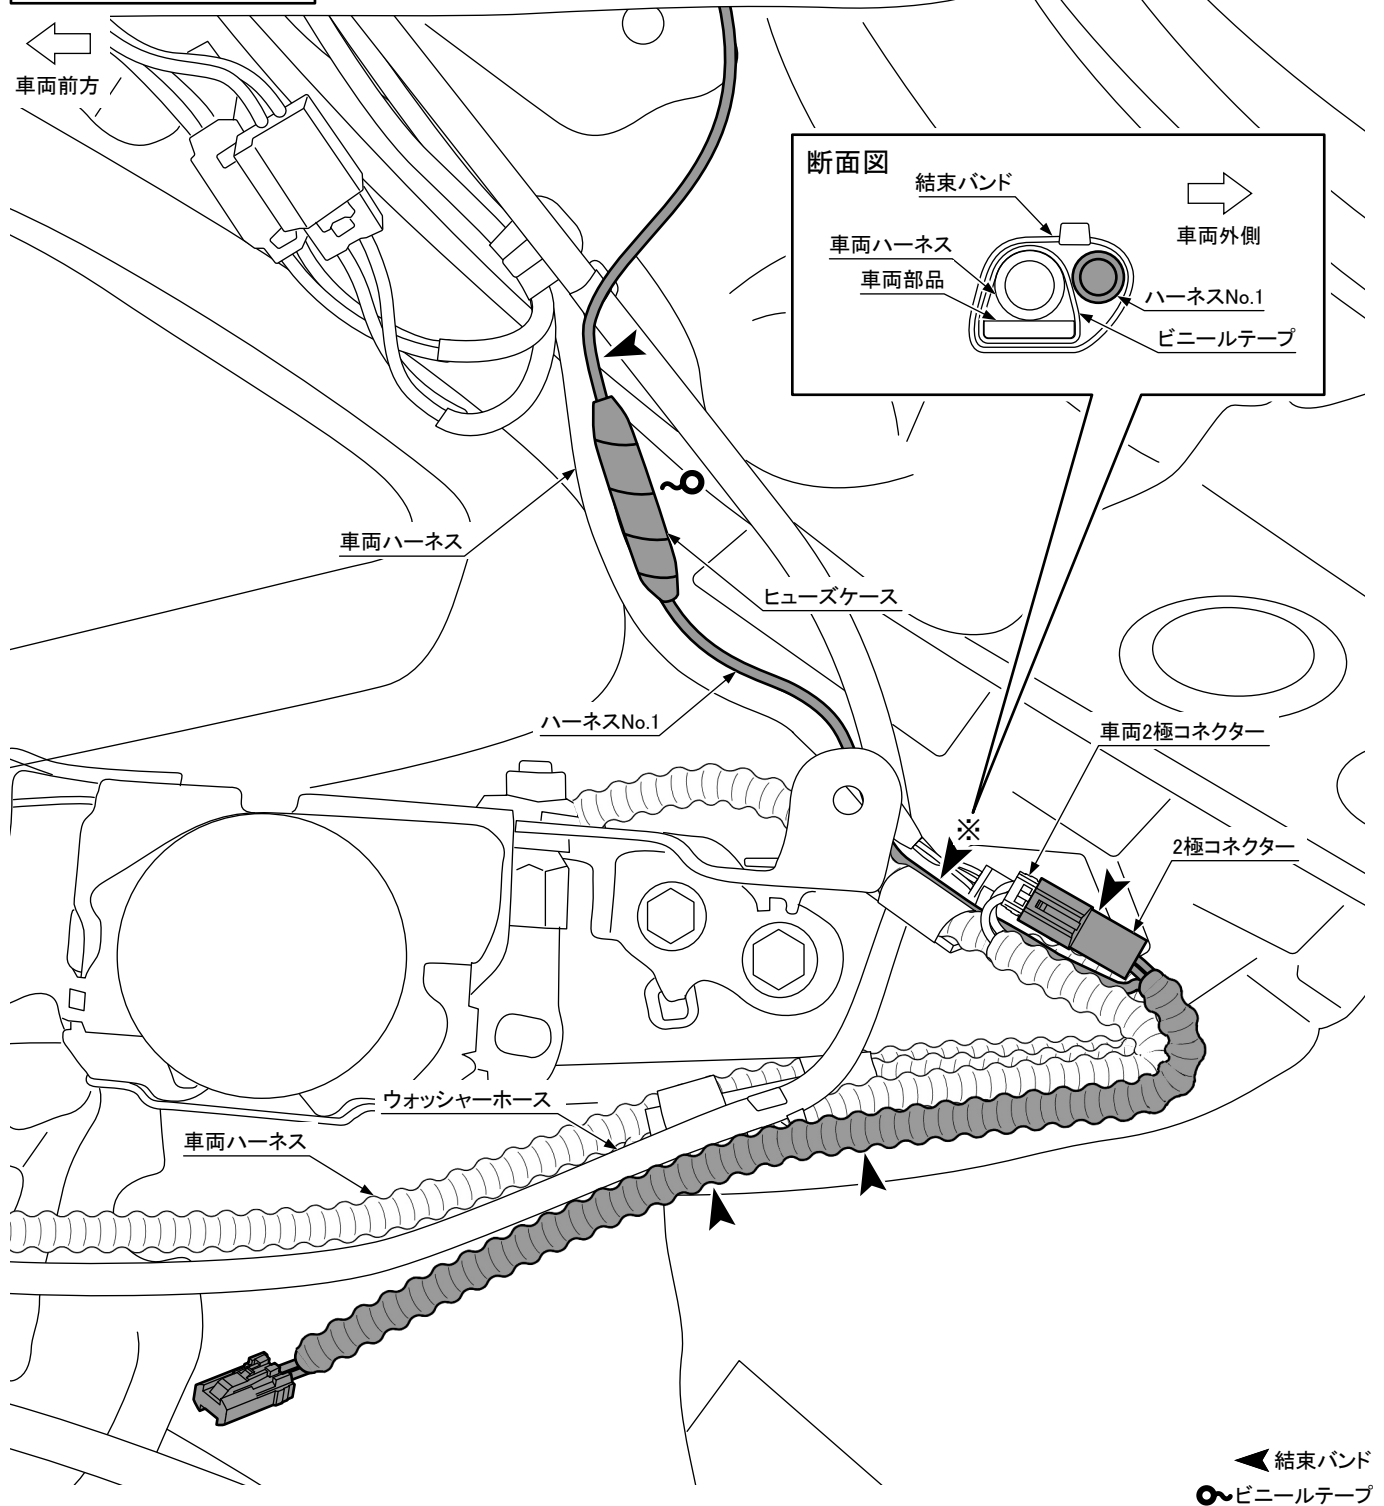 車両前方
断面図
結束バンド
車両外側
車両ハーネス
車両部品
ハーネスNo.1
ビニールテープ
車両ハーネス
ヒューズケース
ハーネスNo.1
車両2極コネクター
※
2極コネクター
ウォッシャーホース
車両ハーネス
結束バンド
ビニールテープ